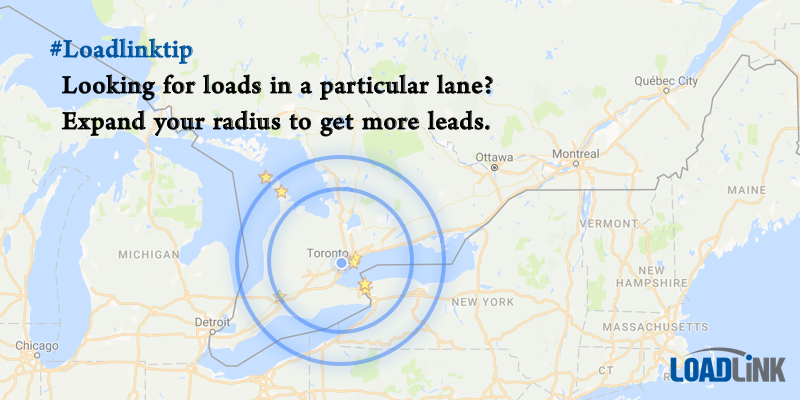 #Loadlinktip
Looking for loads in a particular lane?
Expand your radius to get more leads.
Québec City
Ottawa
Montreal
MAINE
VERMONT
MICHIGAN
Toronto
NEW
HAMPSHIRE
NEW YORK
Detroit
MASSACHUSETTS
Chicago
CT
R
LOADLINK